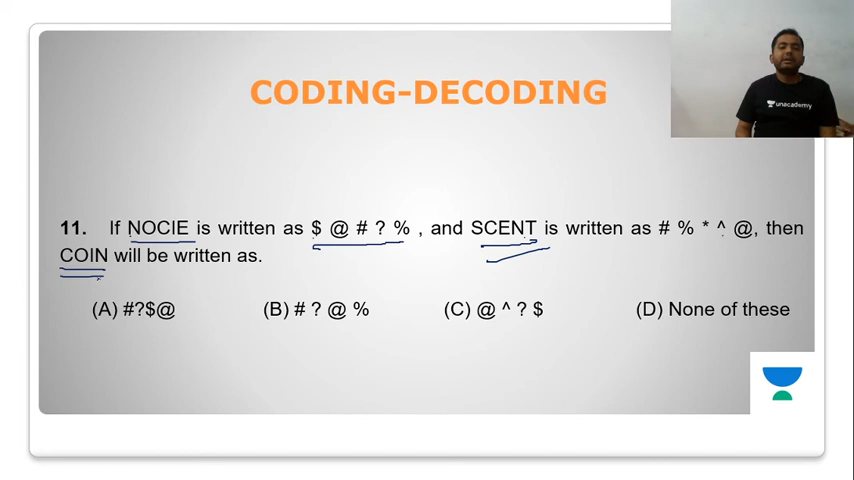 unacademy
CODING-DECODING
11. If NOCIE is written as $ @ # ? % , and SCENT is written as # % * ^ @, then
COIN will be written as.
(A) #?$@ (B) # ? @ % (C) @ ^ ? $ (D) None of these